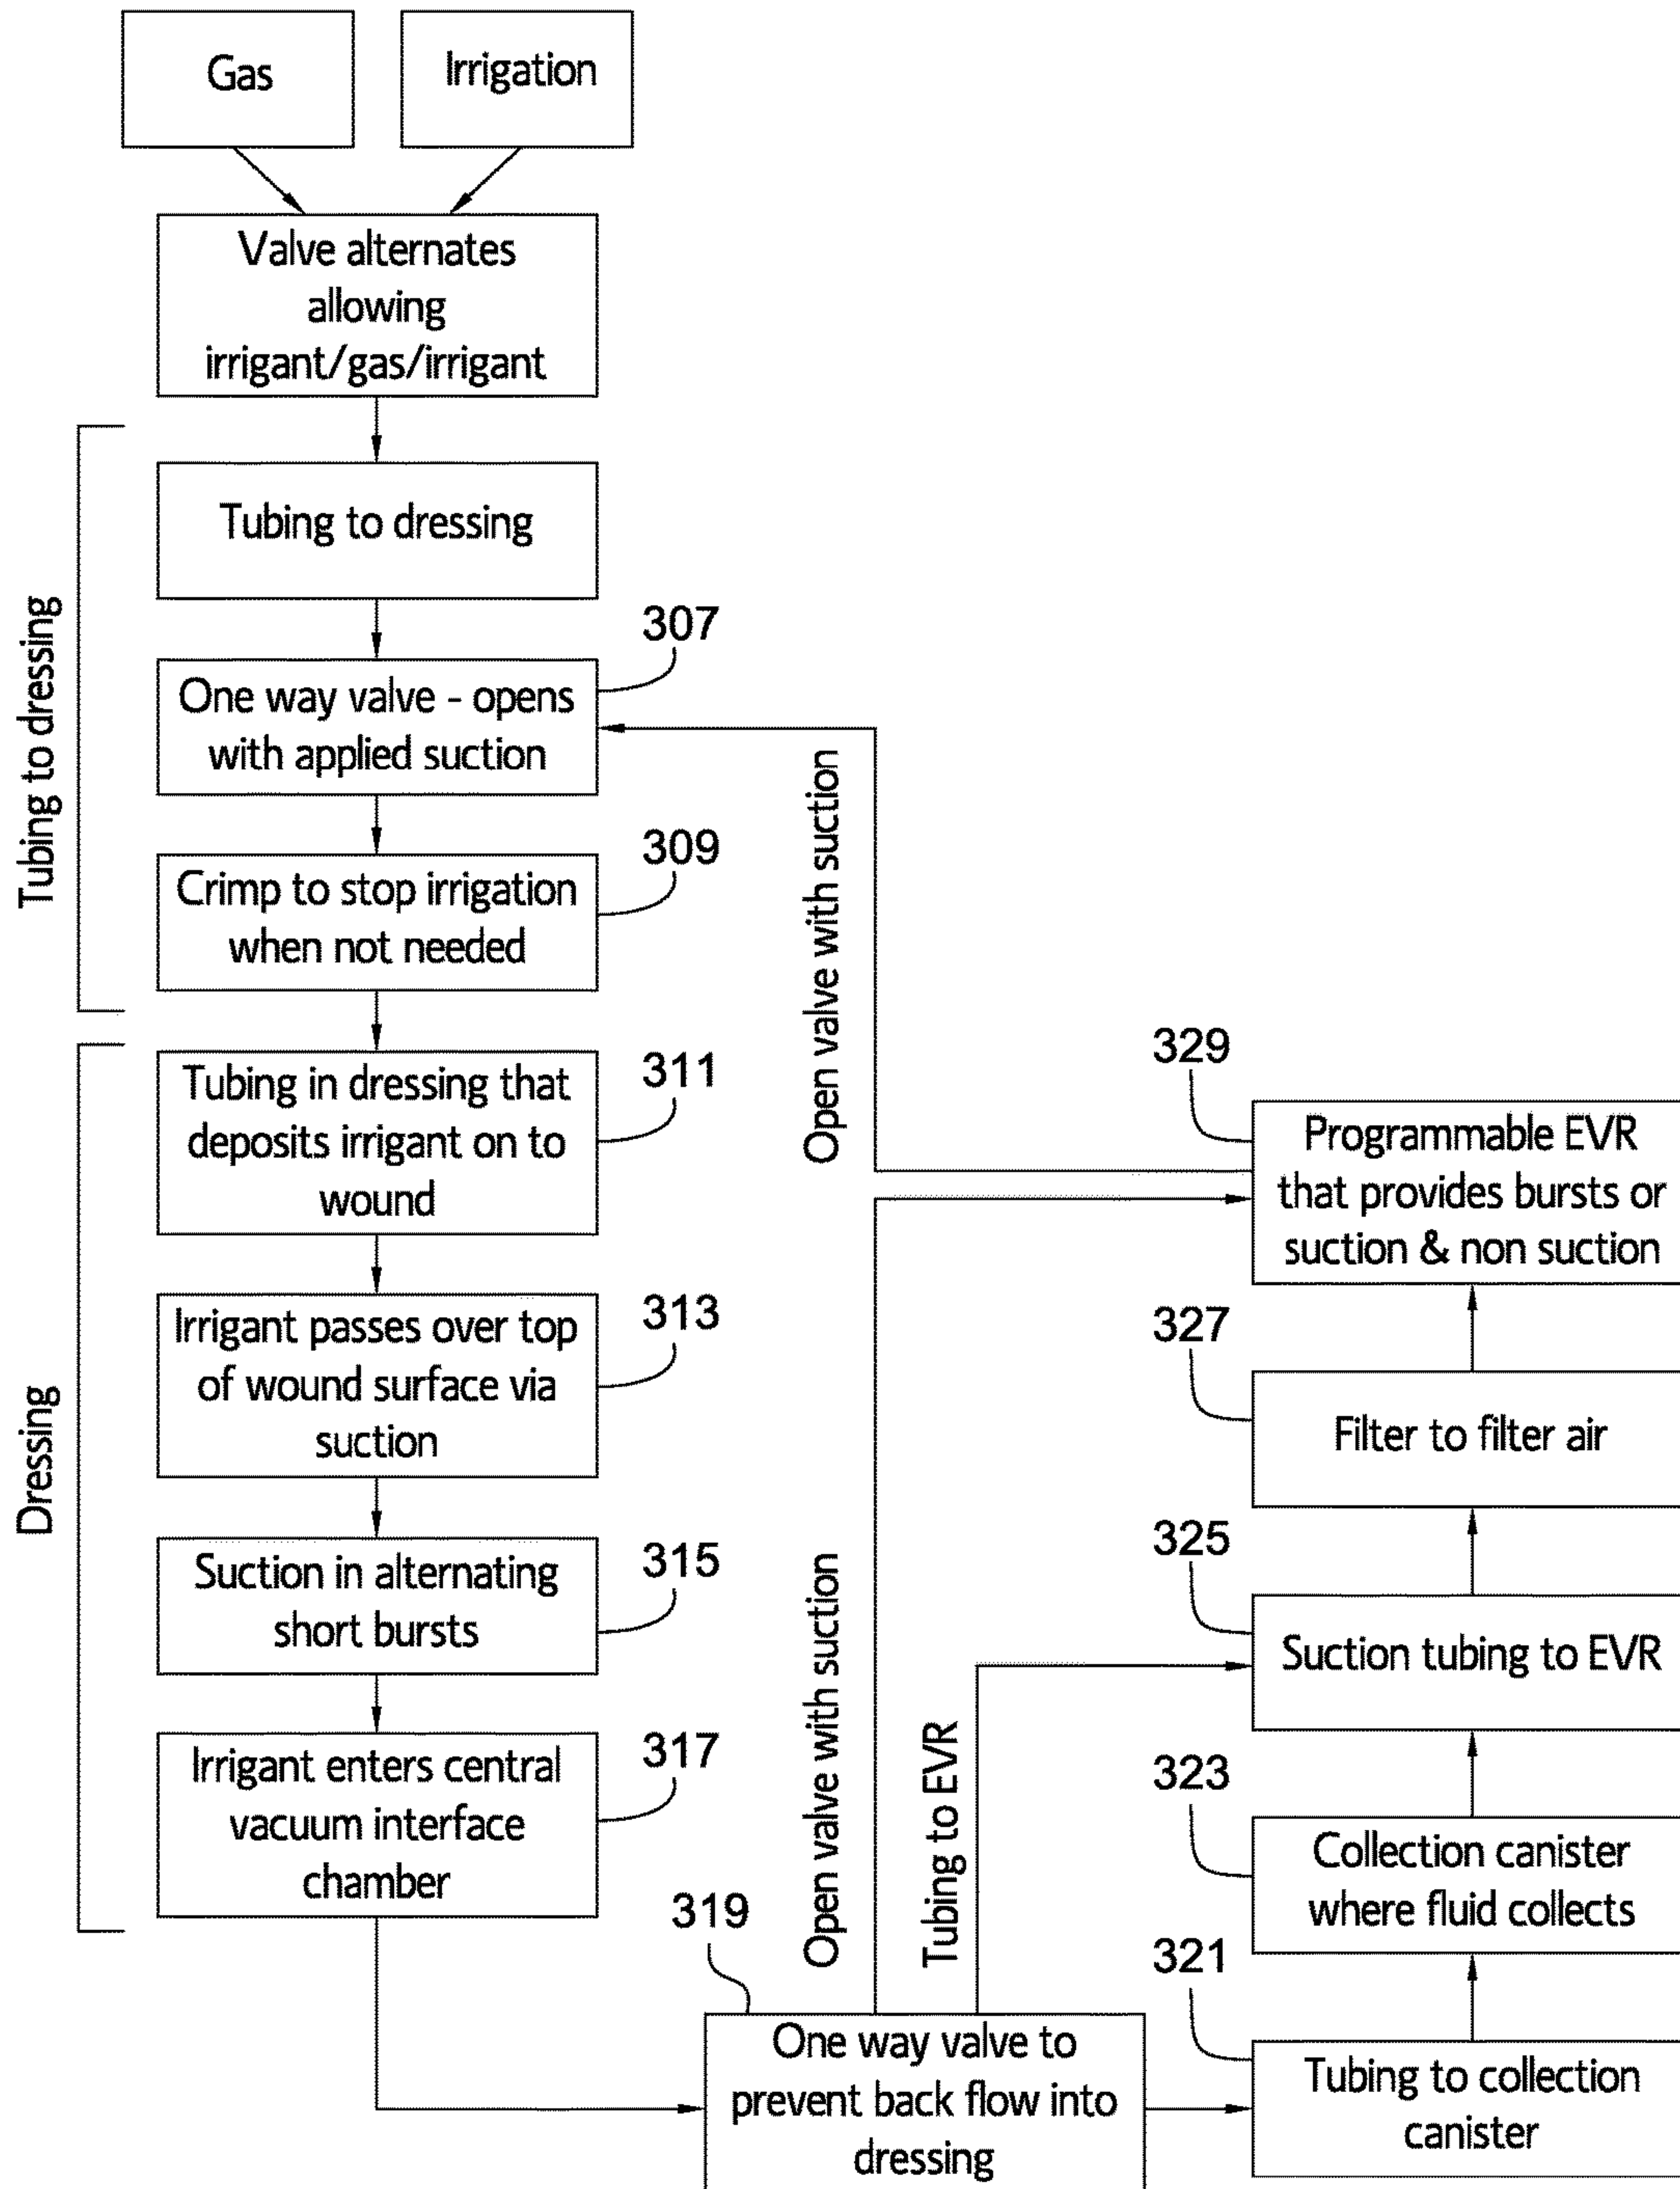 Gas
Irrigation
Valve alternates
allowing
irrigant/gas/irrigant
Tubing to dressing
Tubing to dressing
307
One way valve - opens
with applied suction
309
Crimp to stop irrigation
when not needed
Open valve with suction
Dressing
311
Tubing in dressing that
deposits irrigant on to
wound
313
Irrigant passes over top
of wound surface via
suction
315
Suction in alternating
short bursts
317
Irrigant enters central
vacuum interface
chamber
319
One way valve to
prevent back flow into
dressing
Open valve with suction
Tubing to EVR
329
Programmable EVR
that provides bursts or
suction & non suction
327
Filter to filter air
325
Suction tubing to EVR
323
Collection canister
where fluid collects
321
Tubing to collection
canister